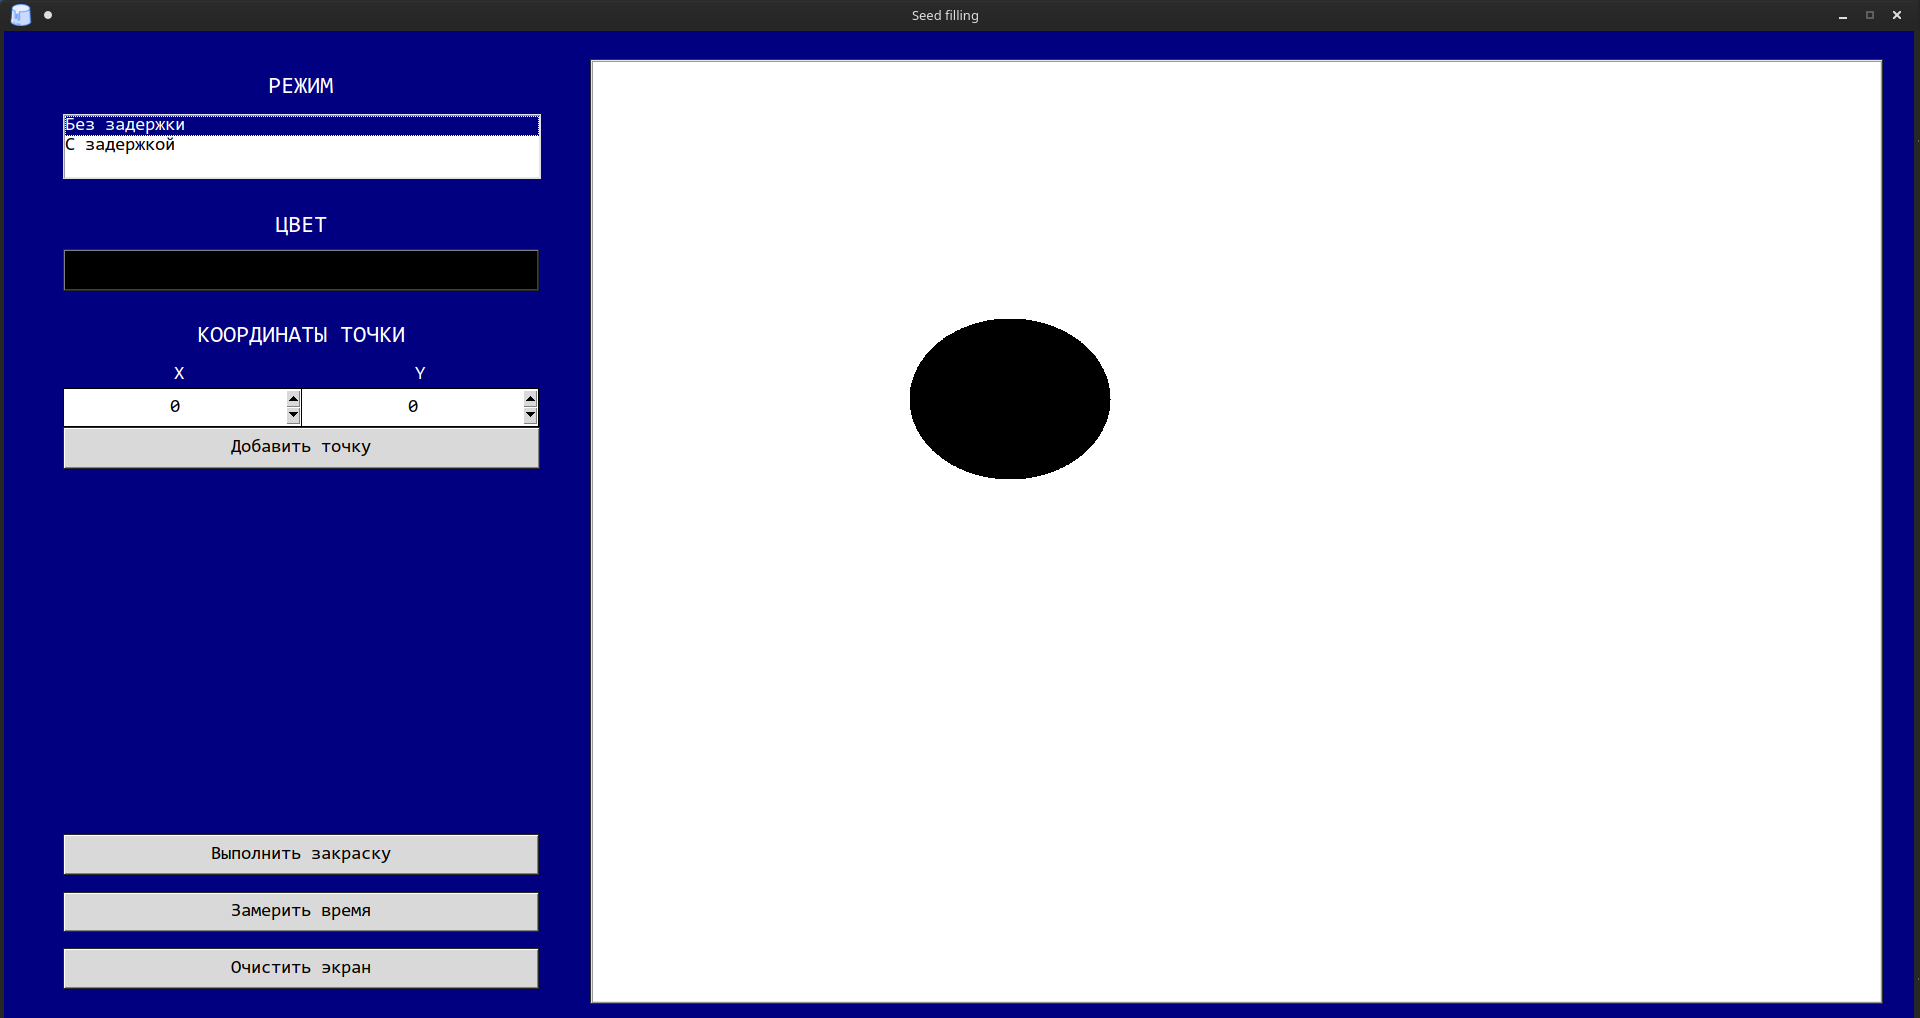 Seed filling
РЕЖИМ
Без задержки
С задержкой
ЦВЕТ
КООРДИНАТЫ ТОЧКИ
X Y
0 0
Добавить точку
Выполнить закраску
Замерить время
Очистить экран